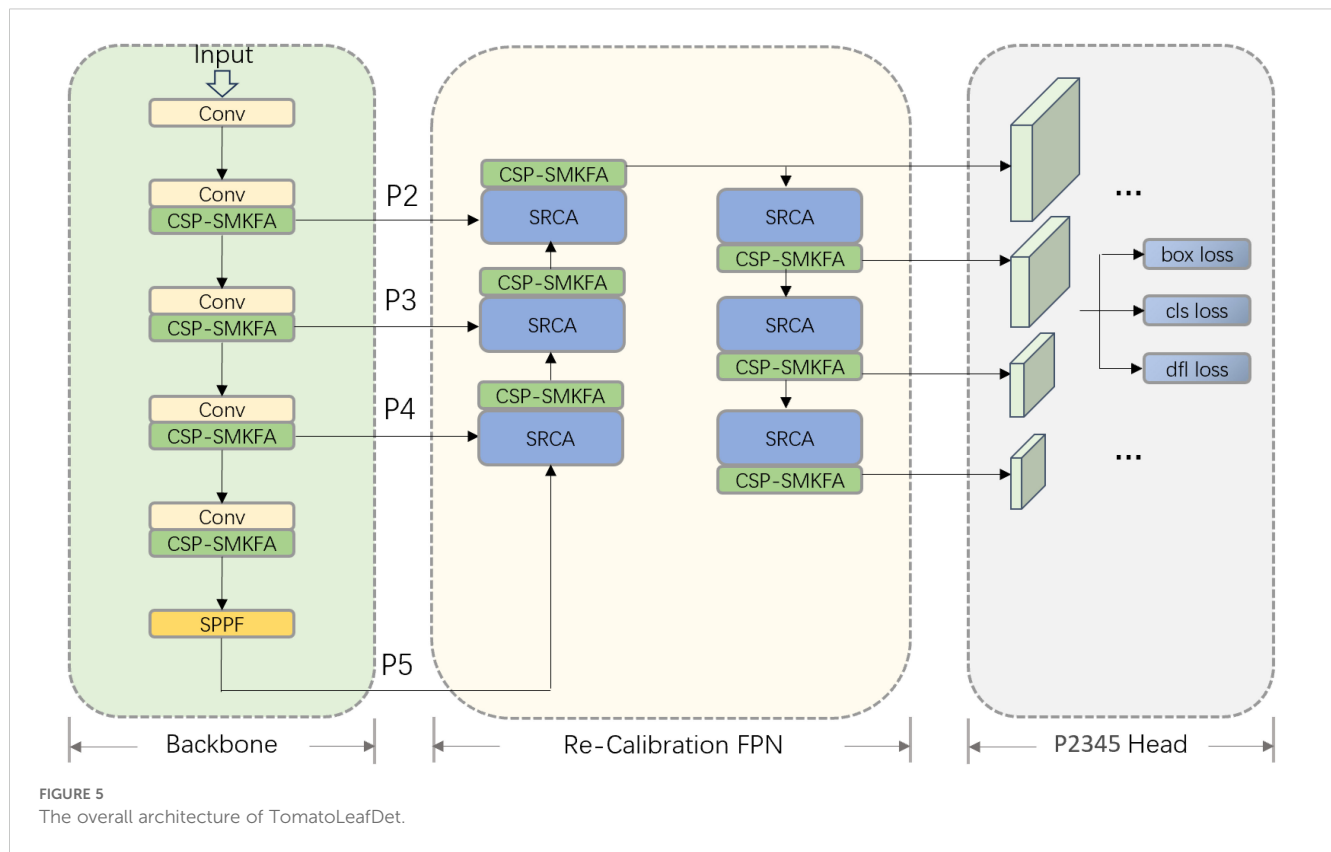 Input
Conv
Conv
CSP-SMKFA
Conv
CSP-SMKFA
Conv
CSP-SMKFA
Conv
CSP-SMKFA
SPPF
P2
P3
P4
P5
CSP-SMKFA
SRCA
CSP-SMKFA
SRCA
CSP-SMKFA
SRCA
SRCA
CSP-SMKFA
SRCA
CSP-SMKFA
SRCA
CSP-SMKFA
...
box loss
cls loss
dfl loss
...
Backbone
Re-Calibration FPN
P2345 Head
FIGURE 5
The overall architecture of TomatoLeafDet.